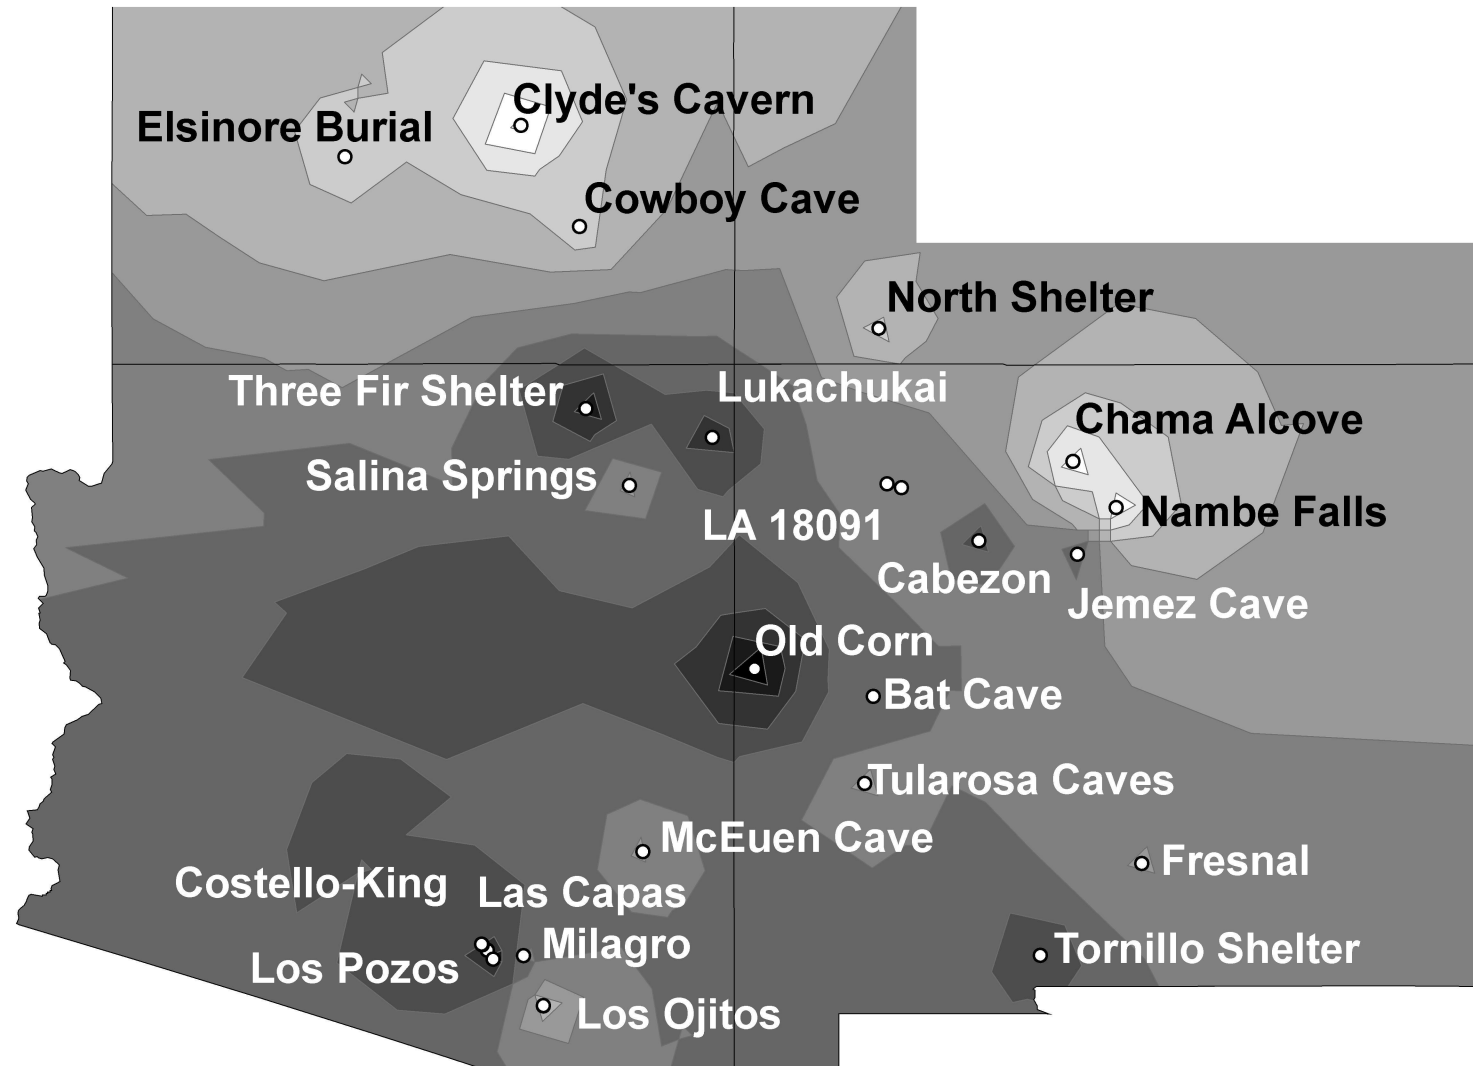 Clyde's Cavern
Elsinore Burial
Cowboy Cave
North Shelter
Three Fir Shelter
Lukachukai
Chama Alcove
Salina Springs
LA 18091
Nambe Falls
Cabezon
Jemez Cave
Old Corn
Bat Cave
Tularosa Caves
McEuen Cave
Fresnal
Costello-King
Las Capas
Milagro
Tornillo Shelter
Los Pozos
Los Ojitos